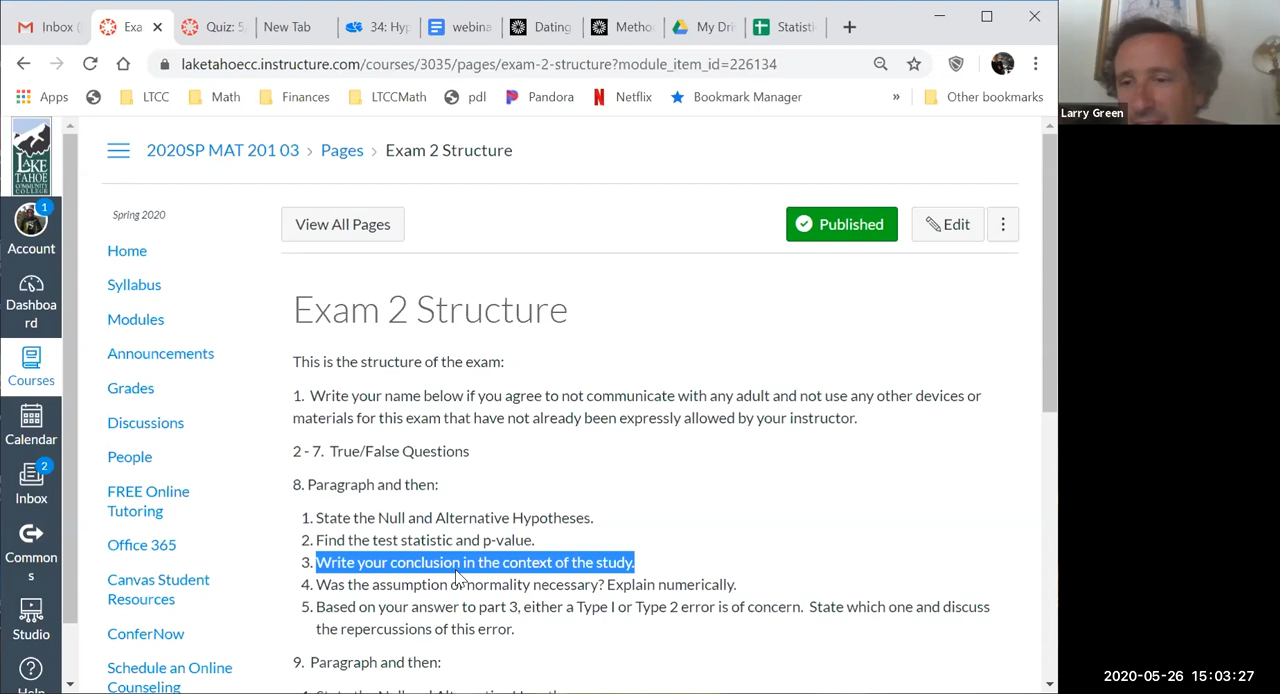 Inbox (
Exa
Quiz: 5
New Tab
34: Hyp
webina
Dating
Metho
My Dri
Statisti
laketahoecc.instructure.com/courses/3035/pages/exam-2-structure?module_item_id=226134
Apps
LTCC
Math
Finances
LTCCMath
pdl
Pandora
Netflix
Bookmark Manager
»
Other bookmarks
Larry Green
LAKE
TAHOE
COMMUNITY
COLLEGE
1
Account
Dashboa
rd
Courses
Calendar
2
Inbox
Common
s
Studio
Help
2020SP MAT 201 03 › Pages › Exam 2 Structure
Spring 2020
Home
Syllabus
Modules
Announcements
Grades
Discussions
People
FREE Online
Tutoring
Office 365
Canvas Student
Resources
ConferNow
Schedule an Online
Counseling
View All Pages
Published
Edit
Exam 2 Structure
This is the structure of the exam:
1. Write your name below if you agree to not communicate with any adult and not use any other devices or
materials for this exam that have not already been expressly allowed by your instructor.
2 - 7. True/False Questions
8. Paragraph and then:
1. State the Null and Alternative Hypotheses.
2. Find the test statistic and p-value.
3. Write your conclusion in the context of the study.
4. Was the assumption of normality necessary? Explain numerically.
5. Based on your answer to part 3, either a Type I or Type 2 error is of concern. State which one and discuss
the repercussions of this error.
9. Paragraph and then:
2020-05-26 15:03:27